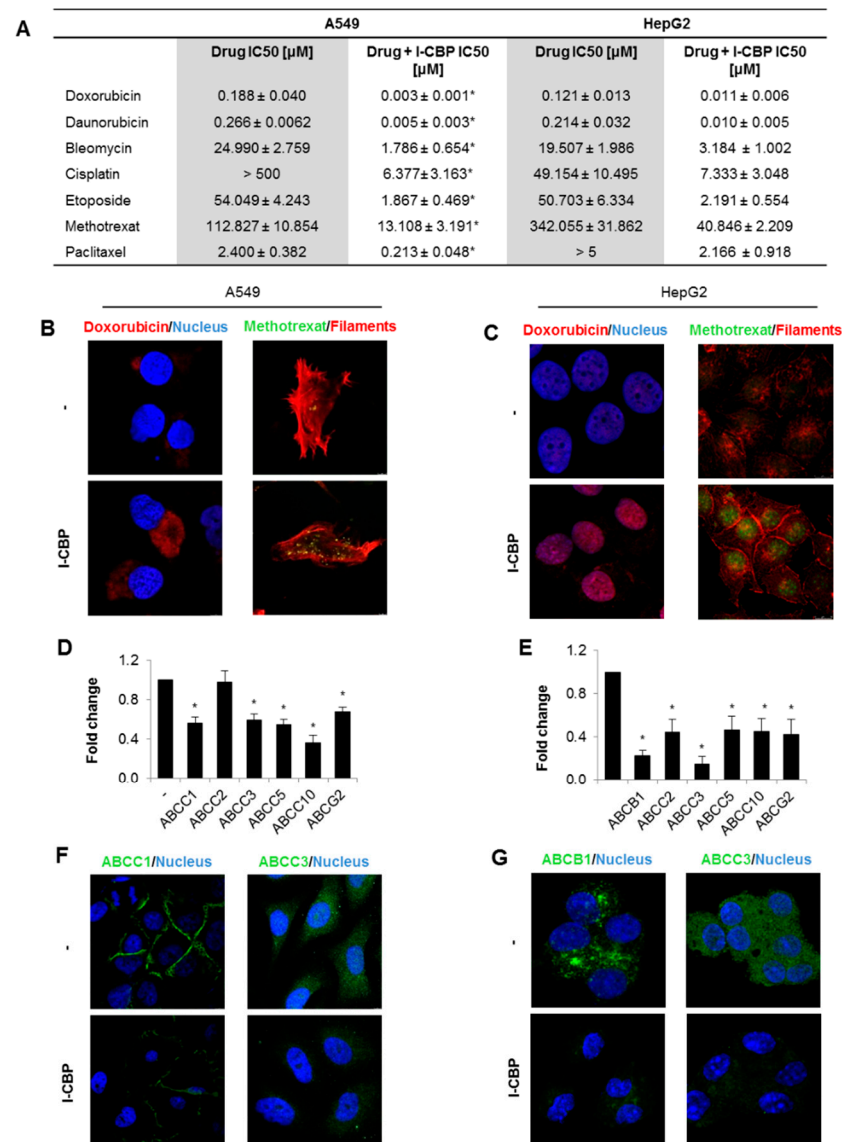 A
A549 HepG2
Drug IC50 [µM] Drug + I-CBP IC50 [µM] Drug IC50 [µM] Drug + I-CBP IC50 [µM]
Doxorubicin 0.188 ± 0.040 0.003 ± 0.001* 0.121 ± 0.013 0.011 ± 0.006
Daunorubicin 0.266 ± 0.0062 0.005 ± 0.003* 0.214 ± 0.032 0.010 ± 0.005
Bleomycin 24.990 ± 2.759 1.786 ± 0.654* 19.507 ± 1.986 3.184 ± 1.002
Cisplatin > 500 6.377± 3.163* 49.154 ± 10.495 7.333 ± 3.048
Etoposide 54.049 ± 4.243 1.867 ± 0.469* 50.703 ± 6.334 2.191 ± 0.554
Methotrexat 112.827 ± 10.854 13.108 ± 3.191* 342.055 ± 31.862 40.846 ± 2.209
Paclitaxel 2.400 ± 0.382 0.213 ± 0.048* > 5 2.166 ± 0.918
A549
B
Doxorubicin/Nucleus Methotrexat/Filaments
-
I-CBP
HepG2
C
Doxorubicin/Nucleus Methotrexat/Filaments
-
I-CBP
D
Fold change
1.2
0.8
0.4
0.0
* * * * *
- ABCC1 ABCC2 ABCC3 ABCC5 ABCC10 ABCG2
E
Fold change
1.2
0.8
0.4
0.0
* * * * * *
ABCB1 ABCC2 ABCC3 ABCC5 ABCC10 ABCG2
F
ABCC1/Nucleus ABCC3/Nucleus
-
I-CBP
G
ABCB1/Nucleus ABCC3/Nucleus
-
I-CBP